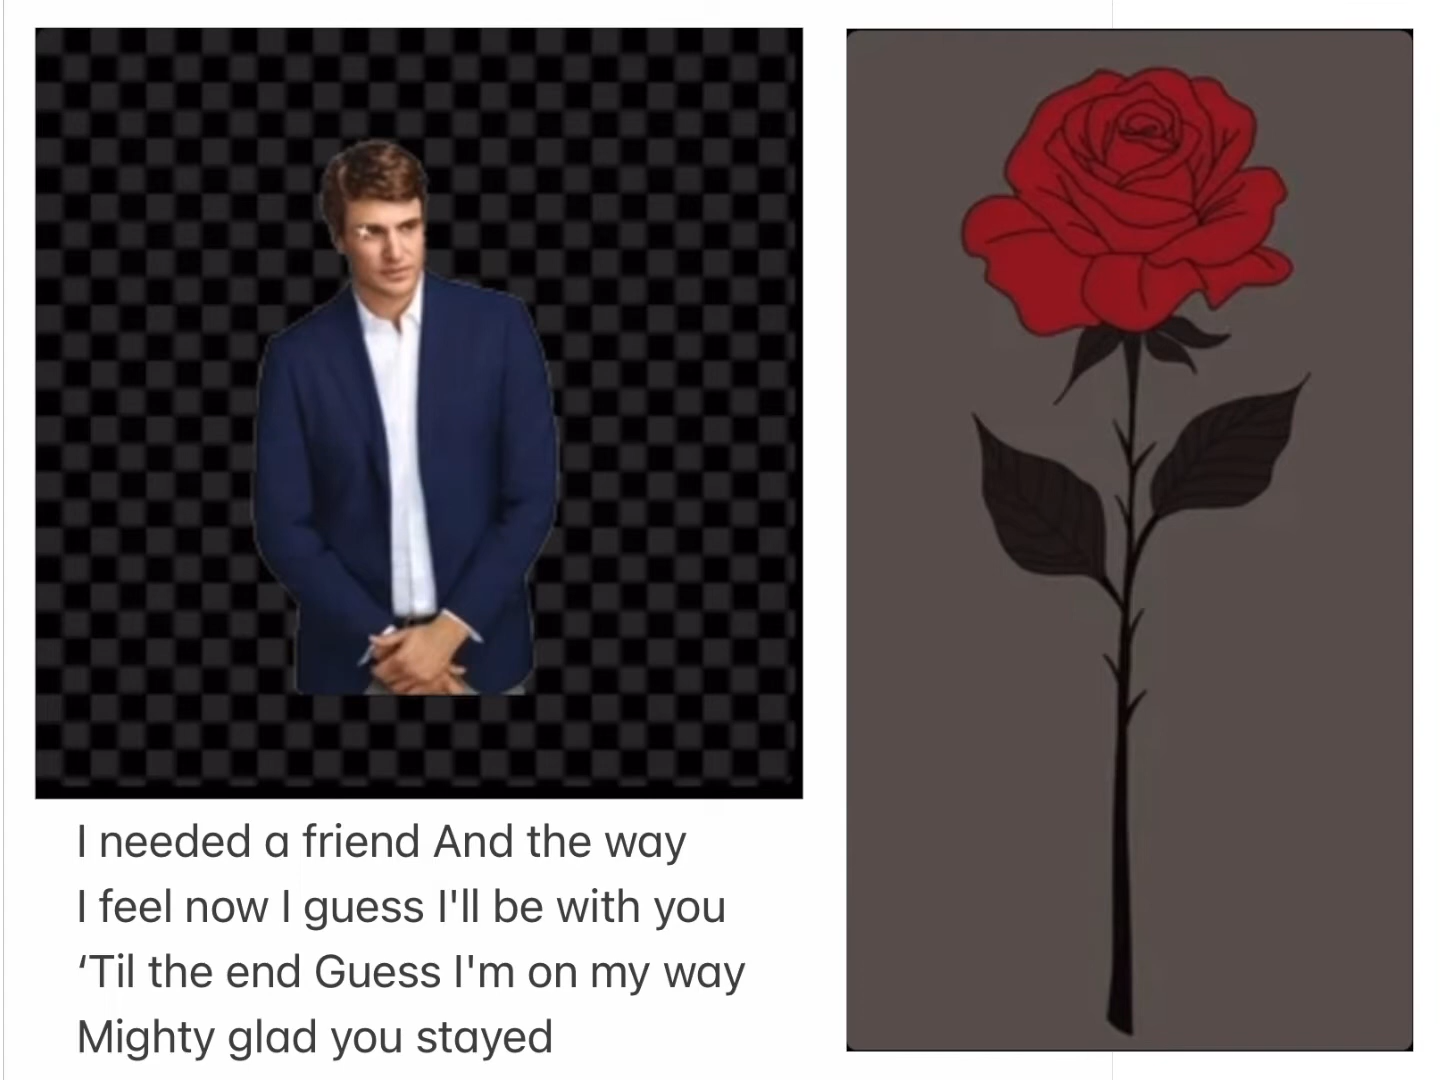 I needed a friend And the way
I feel now I guess I'll be with you
‘Til the end Guess I'm on my way
Mighty glad you stayed